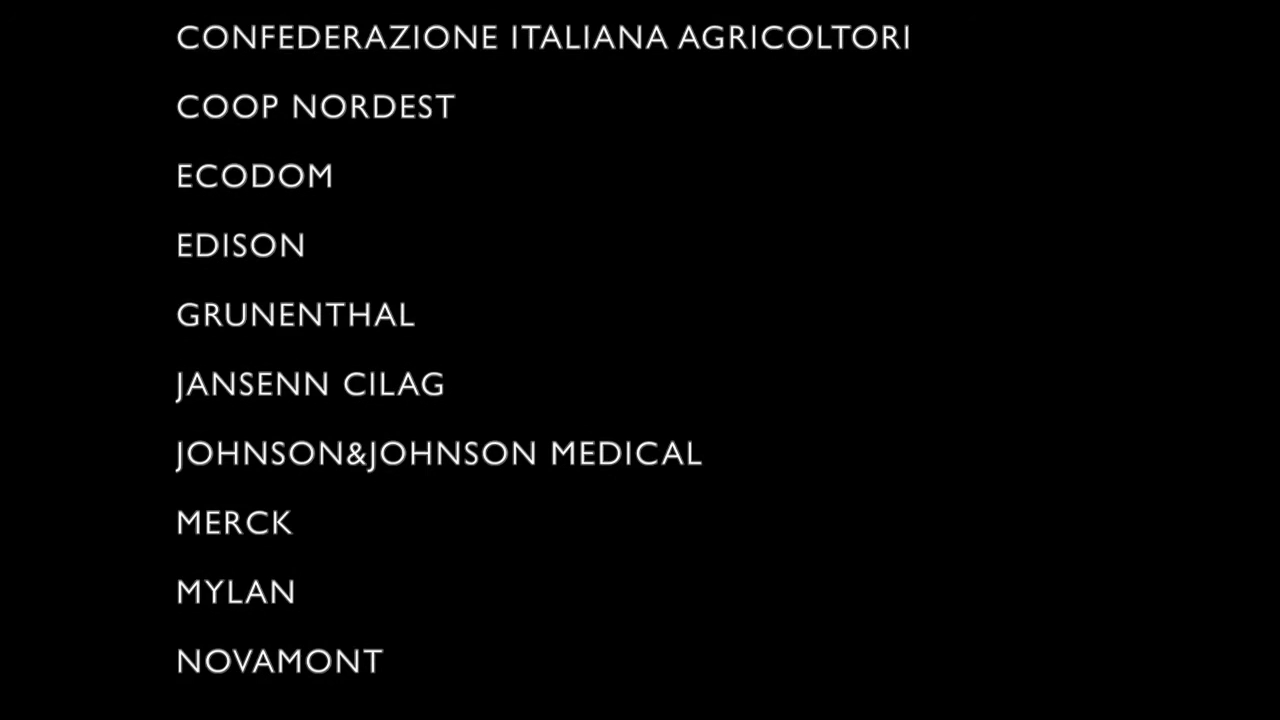 CONFEDERAZIONE ITALIANA AGRICOLTORI
COOP NORDEST
ECODOM
EDISON
GRUNENTHAL
JANSENN CILAG
JOHNSON&JOHNSON MEDICAL
MERCK
MYLAN
NOVAMONT